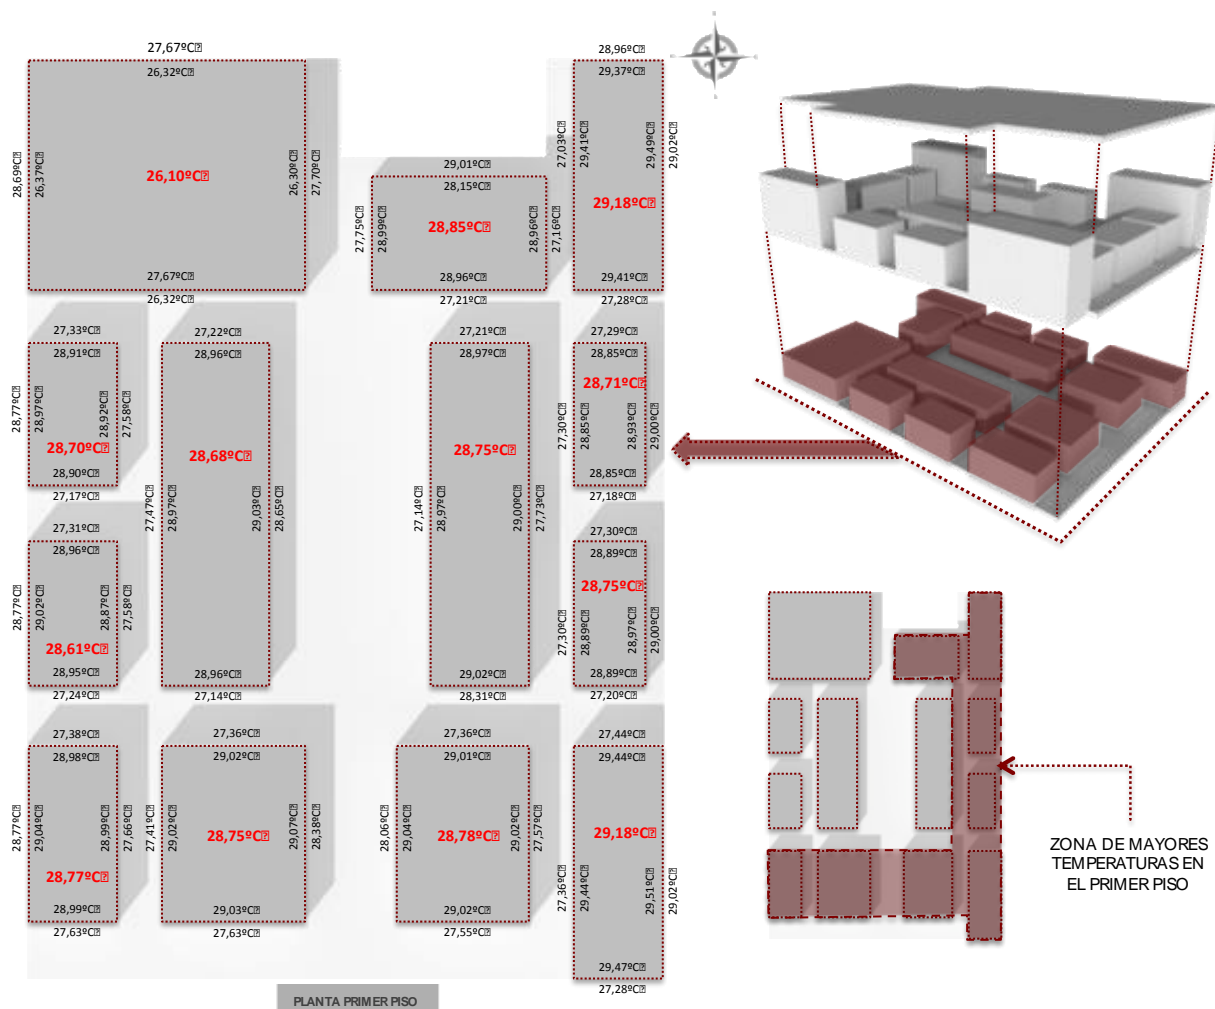 27,67ºC
26,32ºC
28,69ºC
26,37ºC
26,10ºC
26,30ºC
27,70ºC
27,67ºC
26,32ºC
29,01ºC
28,15ºC
27,75ºC
28,99ºC
28,85ºC
28,96ºC
27,16ºC
28,96ºC
27,21ºC
28,96ºC
29,37ºC
27,03ºC
29,41ºC
29,18ºC
29,49ºC
29,02ºC
29,41ºC
27,28ºC
27,33ºC
28,91ºC
28,77ºC
28,97ºC
28,92ºC
27,58ºC
28,70ºC
28,90ºC
27,17ºC
27,22ºC
28,96ºC
28,68ºC
27,47ºC
28,97ºC
29,03ºC
28,65ºC
28,96ºC
27,14ºC
27,21ºC
28,97ºC
28,75ºC
27,14ºC
28,97ºC
29,00ºC
27,73ºC
29,02ºC
28,31ºC
27,29ºC
28,85ºC
28,71ºC
27,30ºC
28,85ºC
28,93ºC
29,00ºC
28,85ºC
27,18ºC
27,31ºC
28,96ºC
28,77ºC
29,02ºC
28,87ºC
27,58ºC
28,61ºC
28,95ºC
27,24ºC
27,30ºC
28,89ºC
28,75ºC
27,30ºC
28,89ºC
28,97ºC
29,00ºC
28,89ºC
27,20ºC
27,38ºC
28,98ºC
28,77ºC
29,04ºC
28,99ºC
27,66ºC
28,77ºC
28,99ºC
27,63ºC
27,36ºC
29,02ºC
27,41ºC
29,02ºC
28,75ºC
29,07ºC
28,38ºC
29,03ºC
27,63ºC
27,36ºC
29,01ºC
28,06ºC
29,04ºC
28,78ºC
29,02ºC
27,57ºC
29,02ºC
27,55ºC
27,44ºC
29,44ºC
29,18ºC
27,36ºC
29,44ºC
29,51ºC
29,02ºC
29,47ºC
27,28ºC
ZONA DE MAYORES
TEMPERATURAS EN
EL PRIMER PISO
PLANTA PRIMER PISO